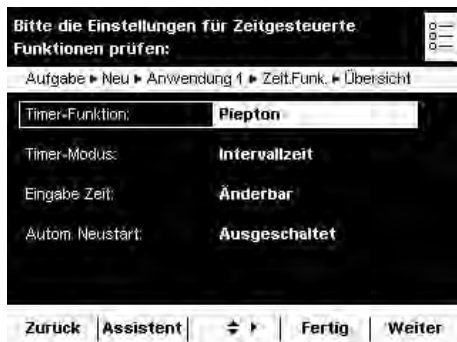 Bitte die Einstellungen für Zeitgesteuerte
Funktionen prüfen:
Aufgabe ▸ Neu ▸ Anwendung 1 ▸ Zeit.Funk. ▸ Übersicht
Timer-Funktion: Piepton
Timer-Modus: Intervallzeit
Eingabe Zeit: Änderbar
Autom. Neustart: Ausgeschaltet
Zurück Assistent Fertig Weiter